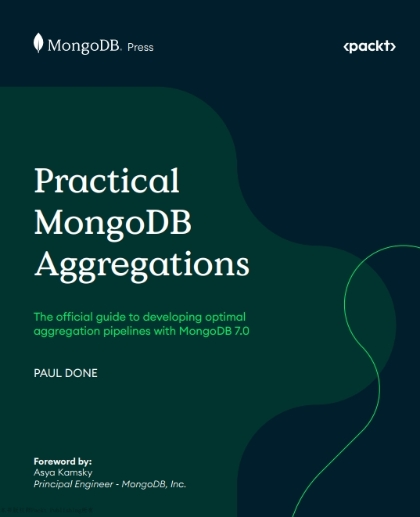 MongoDB. Press
<packt>
Practical
MongoDB
Aggregations
The official guide to developing optimal
aggregation pipelines with MongoDB 7.0
PAUL DONE
Foreword by:
Asya Kamsky
Principal Engineer - MongoDB, Inc.